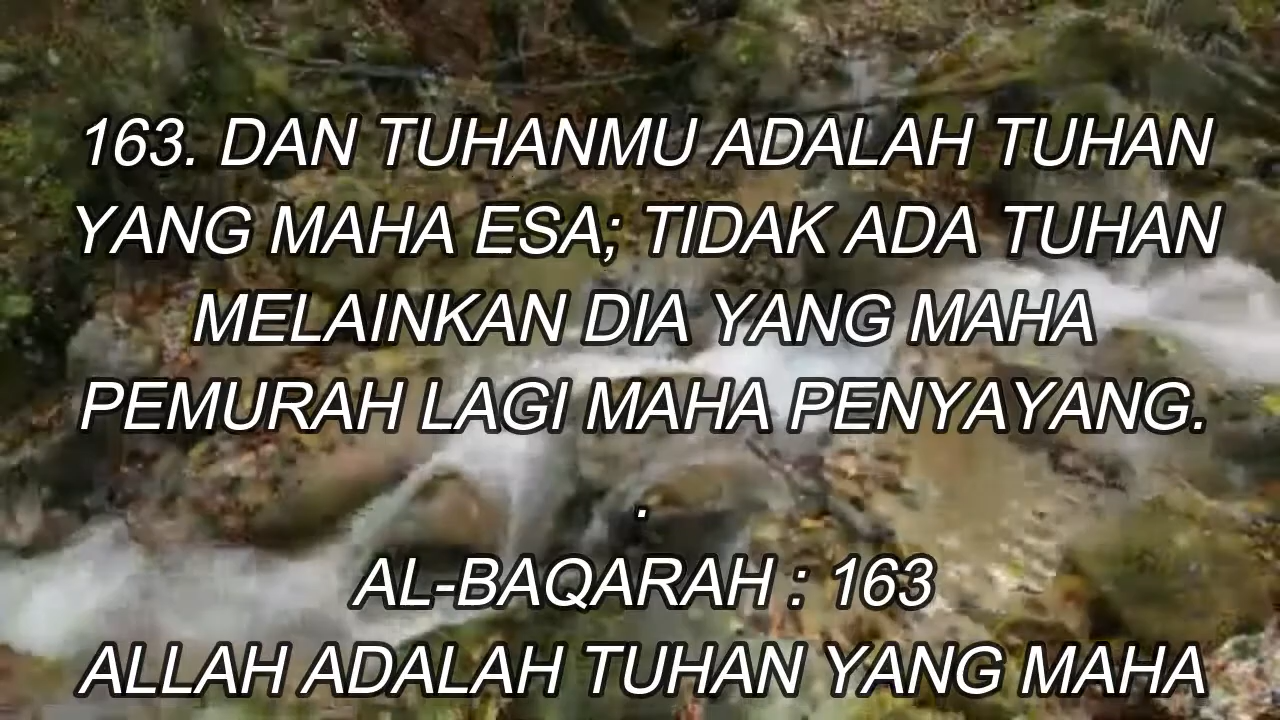 163. DAN TUHANMU ADALAH TUHAN
YANG MAHA ESA; TIDAK ADA TUHAN
MELAINKAN DIA YANG MAHA
PEMURAH LAGI MAHA PENYAYANG.
.
AL-BAQARAH : 163
ALLAH ADALAH TUHAN YANG MAHA